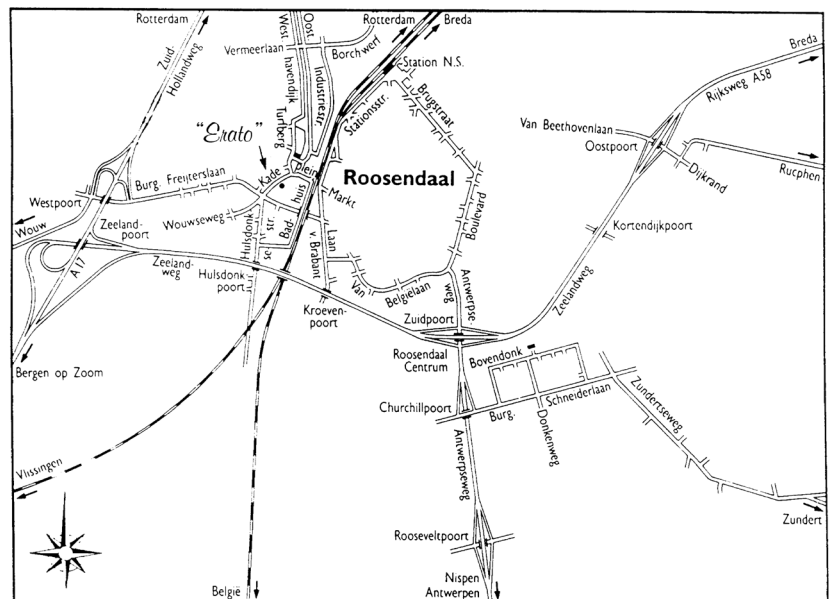 Rotterdam
Zuid-
Hollandweg
West.
havendijk
Oost.
Vermeerlaan
Borchwerf
Industriestr.
Turfberg
Rotterdam
Breda
Station N.S.
Stationsstr.
Brugstraat
Breda
Rijksweg A58
Van Beethovenlaan
Oostpoort
Dijkrand
Rucphen
"Erato"
Kade
plein
Roosendaal
Burg. Freijterslaan
Westpoort
Wouw
Zeeland-
poort
Wouwseweg
Hulsdonk
se-
str.
Bad-
huis
Markt
Laan
v. Brabant
Boulevard
Kortendijkpoort
A 17
Zeeland-
weg
Hulsdonk
poort
Van
Belgielaan
Antwerpse-
weg
Zeelandweg
Kroeven-
poort
Zuidpoort
Bergen op Zoom
Roosendaal
Centrum
Bovendonk
Churchillpoort
Burg.
Schneiderlaan
Donkenweg
Zundertseweg
Antwerpseweg
Vlissingen
Zundert
Rooseveltpoort
België
Nispen
Antwerpen